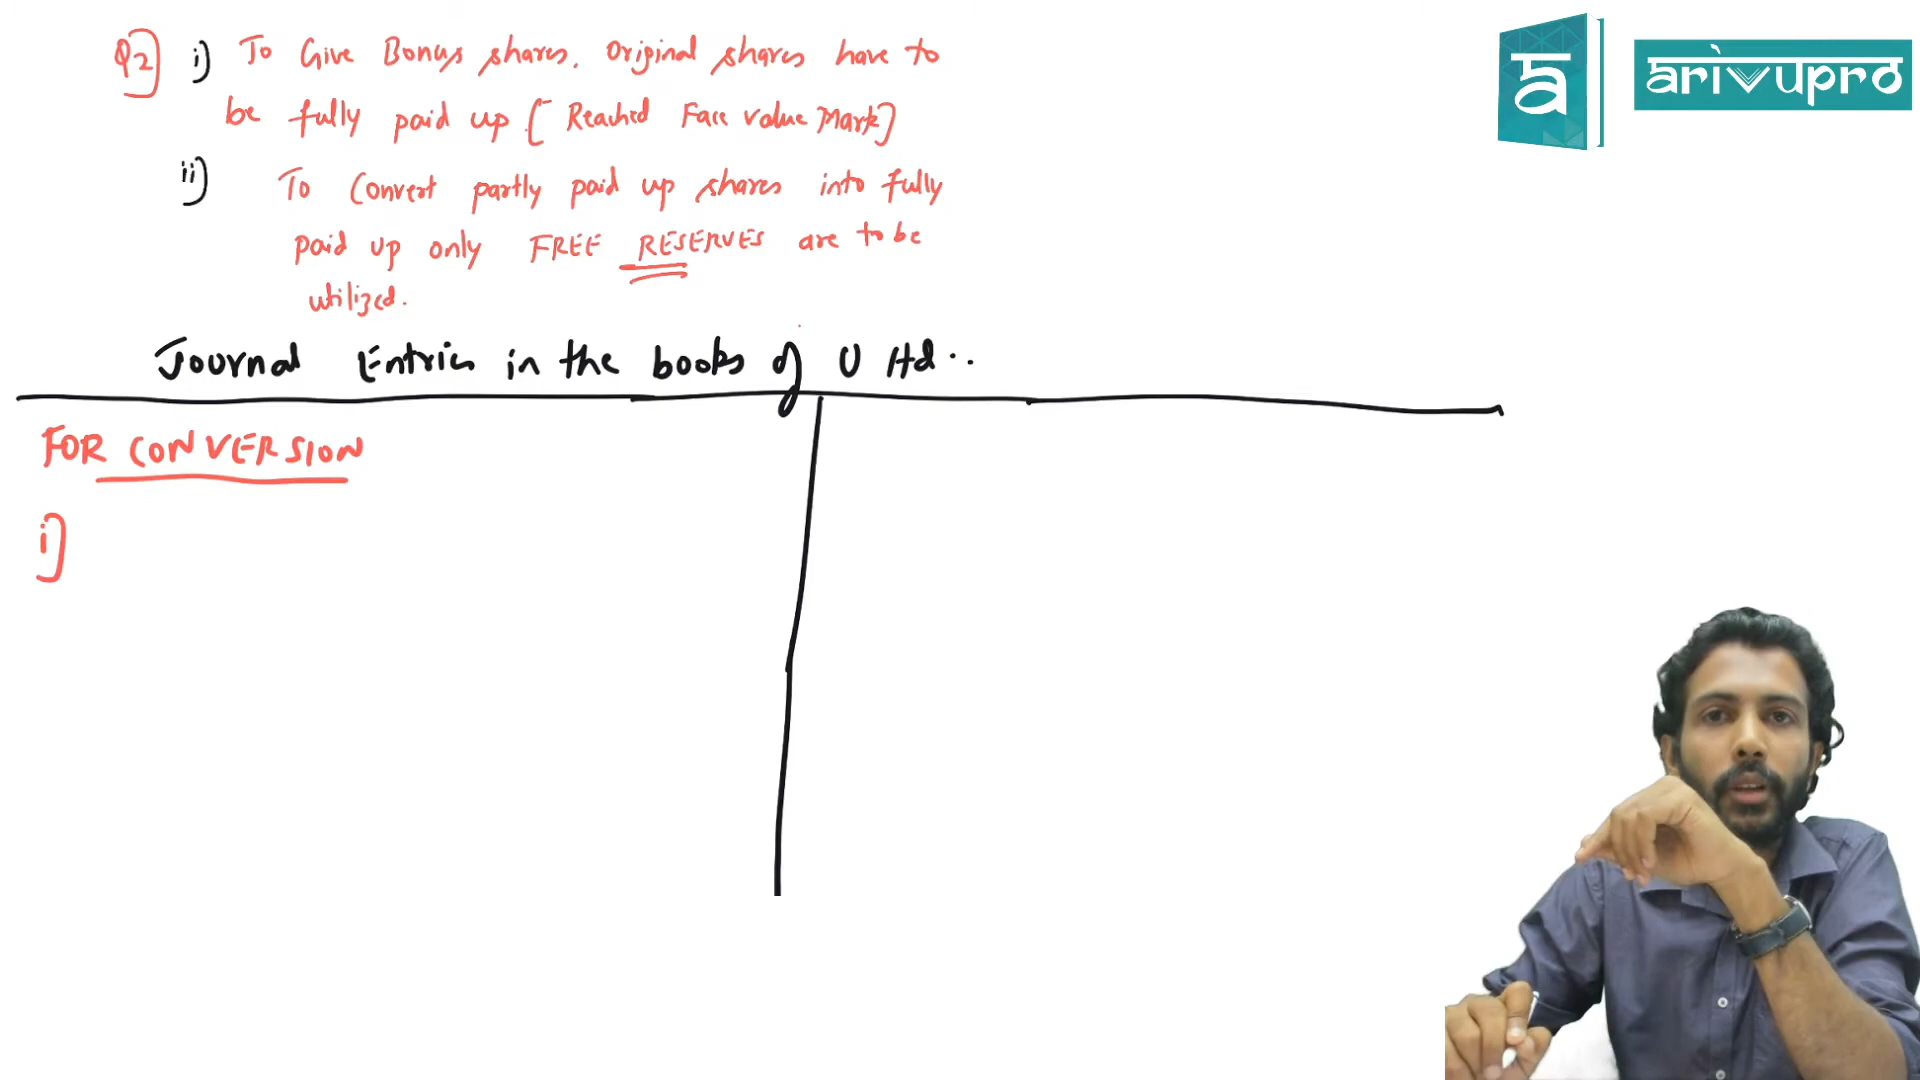 Q2] i) To Give Bonus shares, Original shares have to
be fully paid up. [Reached Face value Mark]
ii) To Convert partly paid up shares into fully
paid up only FREE RESERVES are to be
utilized.
Journal Entries in the books of U ltd..
FOR CONVERSION
i]
ā
arivupro